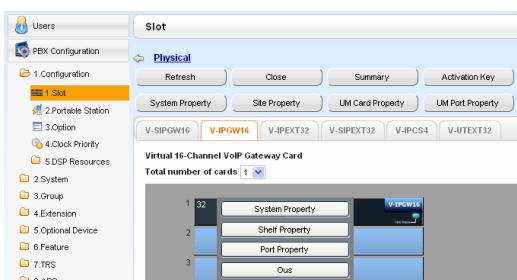 Users
PBX Configuration
1.Configuration
1.Slot
2.Portable Station
3.Option
4.Clock Priority
5.DSP Resources
2.System
3.Group
4.Extension
5.Optional Device
6.Feature
7.TRS
Slot
Physical
Refresh
Close
Summary
Activation Key
System Property
Site Property
UM Card Property
UM Port Property
V-SIPGW16
V-IPGW16
V-IPEXT32
V-SIPEXT32
V-IPCS4
V-UTEXT32
Virtual 16-Channel VoIP Gateway Card
Total number of cards 1
1 32
System Property
V-IPGW16
2
Shelf Property
Port Property
3
Ous